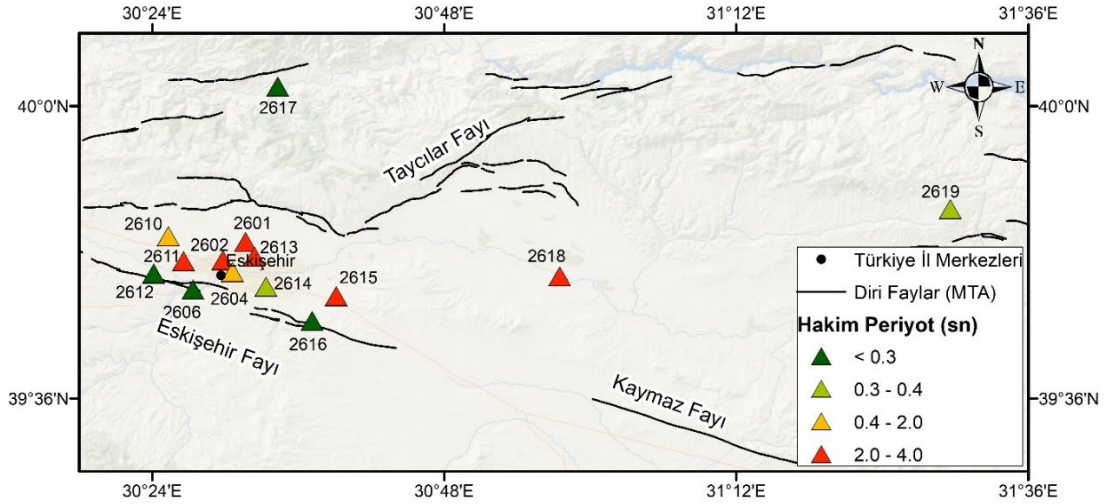 30°24'E 30°48'E 31°12'E 31°36'E
N
W E
S
40°0'N 40°0'N
2617
Taycılar Fayı
2619
2610 2601
2611 2602 2613
Eskişehir
2618
2612 2604 2614 2615
2606
2616
Eskişehir Fayı
Kaymaz Fayı
Türkiye İl Merkezleri
Diri Faylar (MTA)
Hakim Periyot (sn)
< 0.3
0.3 - 0.4
0.4 - 2.0
2.0 - 4.0
39°36'N 39°36'N
30°24'E 30°48'E 31°12'E 31°36'E